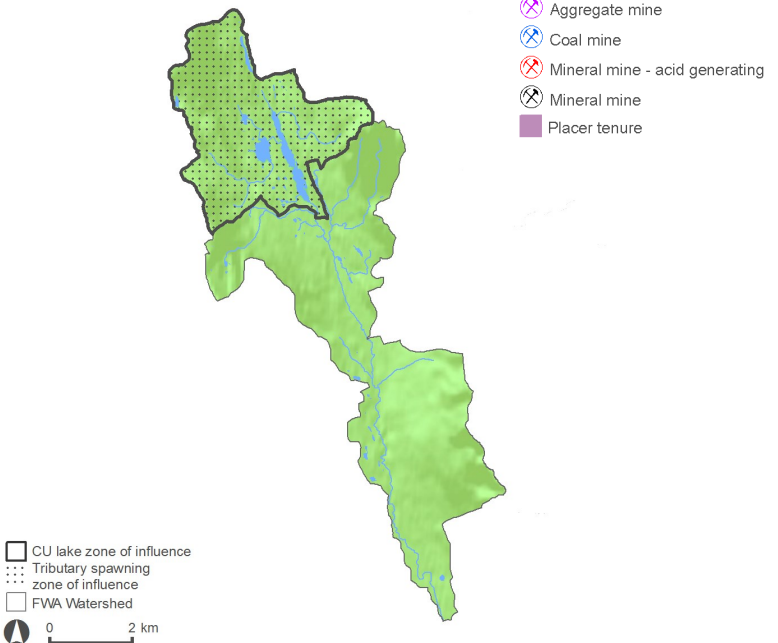 Aggregate mine
Coal mine
Mineral mine - acid generating
Mineral mine
Placer tenure
CU lake zone of influence
Tributary spawning
zone of influence
FWA Watershed
0 2 km